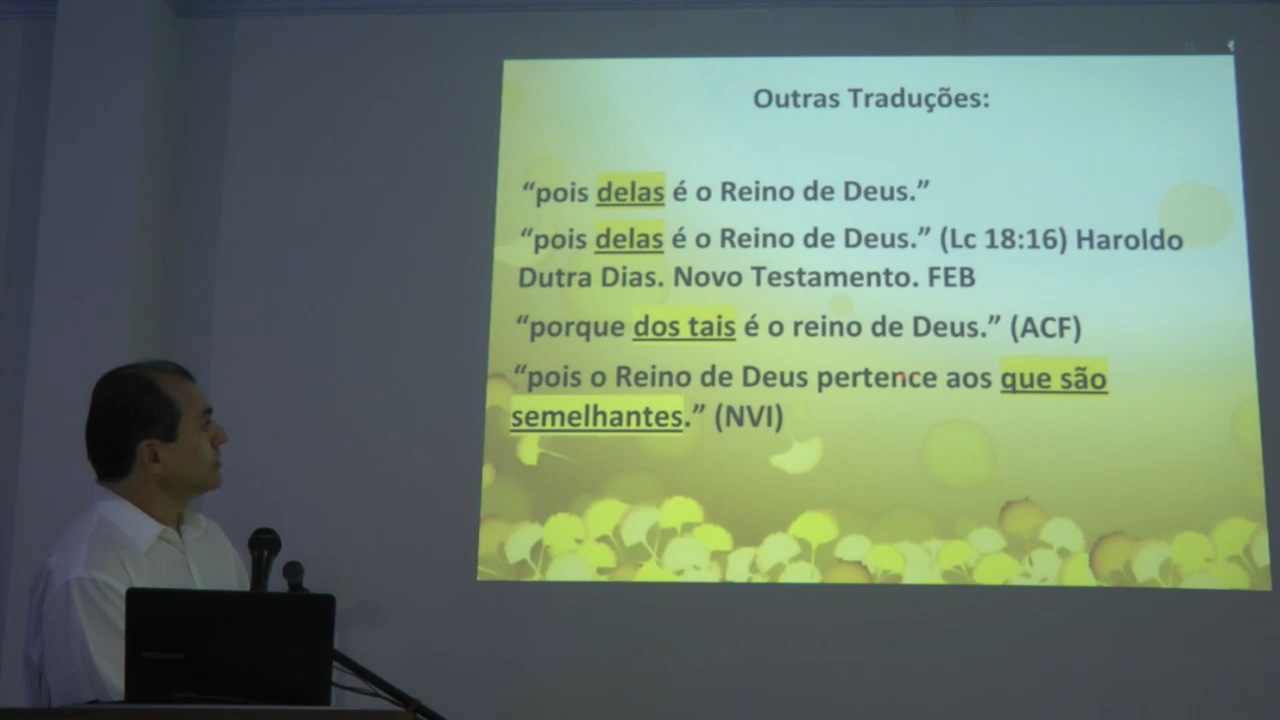 Outras Traduções:
“pois delas é o Reino de Deus.”
“pois delas é o Reino de Deus.” (Lc 18:16) Haroldo
Dutra Dias. Novo Testamento. FEB
“porque dos tais é o reino de Deus.” (ACF)
“pois o Reino de Deus pertence aos que são
semelhantes.” (NVI)